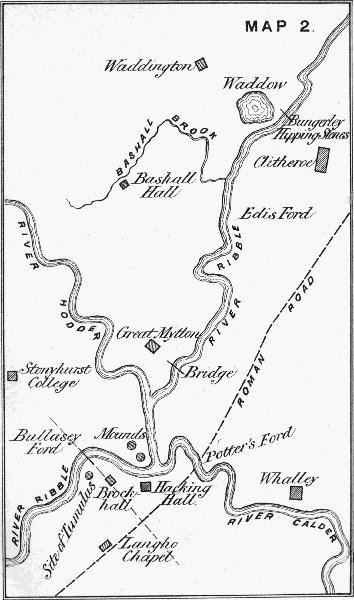 MAP 2.
Waddington
Waddow
Bungerley
Hipping Stones
BASHALL BROOK
Clitheroe
Bashall
Hall
Edis Ford
RIVER RIBBLE
RIVER HODDER
ROMAN ROAD
Great Mytton
Bridge
Stonyhurst
College
Bullasey
Ford
Mounds
Potter's Ford
RIVER RIBBLE
Brock
hall
Hacking
Hall
Whalley
RIVER CALDER
Site of Tumulus
Langho
Chapel